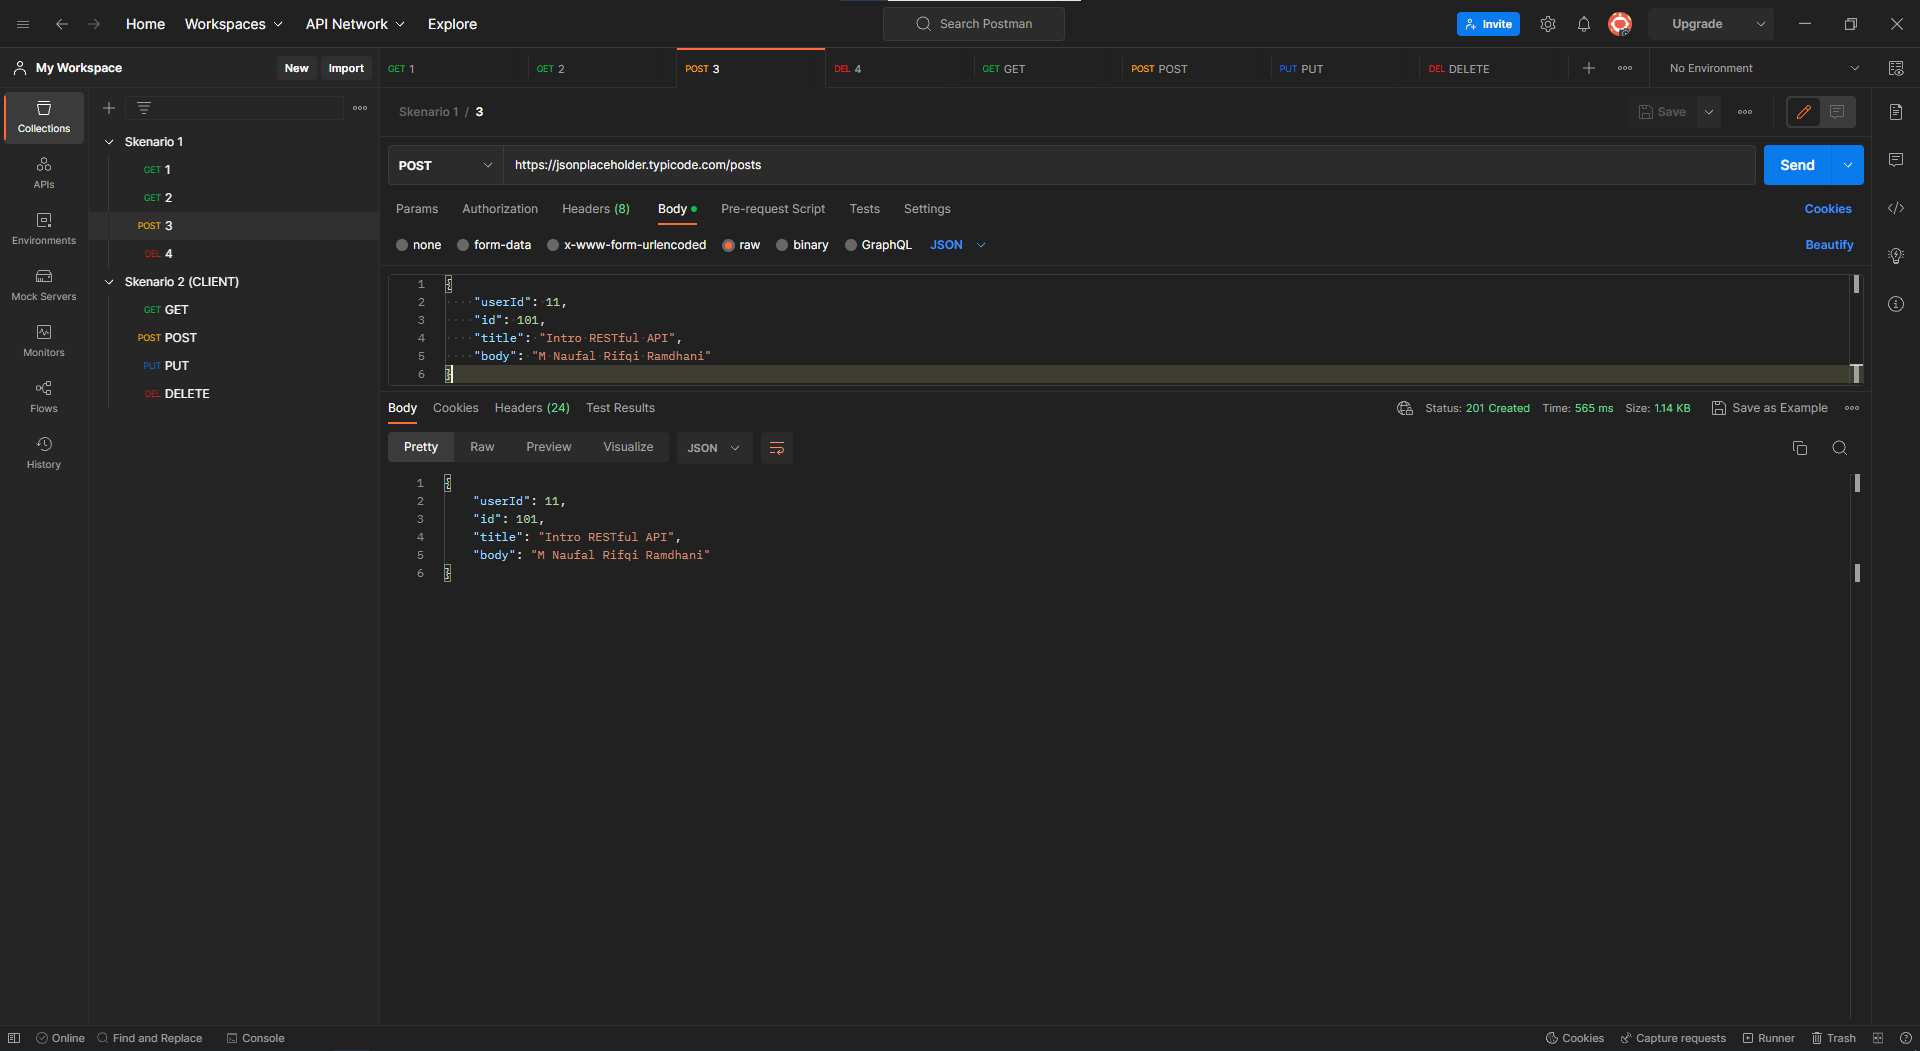 Home Workspaces API Network Explore Search Postman Invite Upgrade
My Workspace New Import GET 1 GET 2 POST 3 DEL 4 GET GET POST POST PUT PUT DEL DELETE No Environment
Collections
APIs
Environments
Mock Servers
Monitors
Flows
History
Skenario 1
GET 1
GET 2
POST 3
DEL 4
Skenario 2 (CLIENT)
GET GET
POST POST
PUT PUT
DEL DELETE
Skenario 1 / 3 Save
POST https://jsonplaceholder.typicode.com/posts Send
Params Authorization Headers (8) Body Pre-request Script Tests Settings Cookies
none form-data x-www-form-urlencoded raw binary GraphQL JSON Beautify
1 {
2 "userId": 11,
3 "id": 101,
4 "title": "Intro RESTful API",
5 "body": "M Naufal Rifqi Ramdhani"
6 }
Body Cookies Headers (24) Test Results Status: 201 Created Time: 565 ms Size: 1.14 KB Save as Example
Pretty Raw Preview Visualize JSON
1 {
2 "userId": 11,
3 "id": 101,
4 "title": "Intro RESTful API",
5 "body": "M Naufal Rifqi Ramdhani"
6 }
Online Find and Replace Console Cookies Capture requests Runner Trash